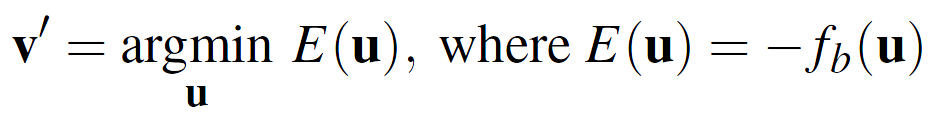 v′ = argmin E(u), where E(u) = −f_b(u)
u